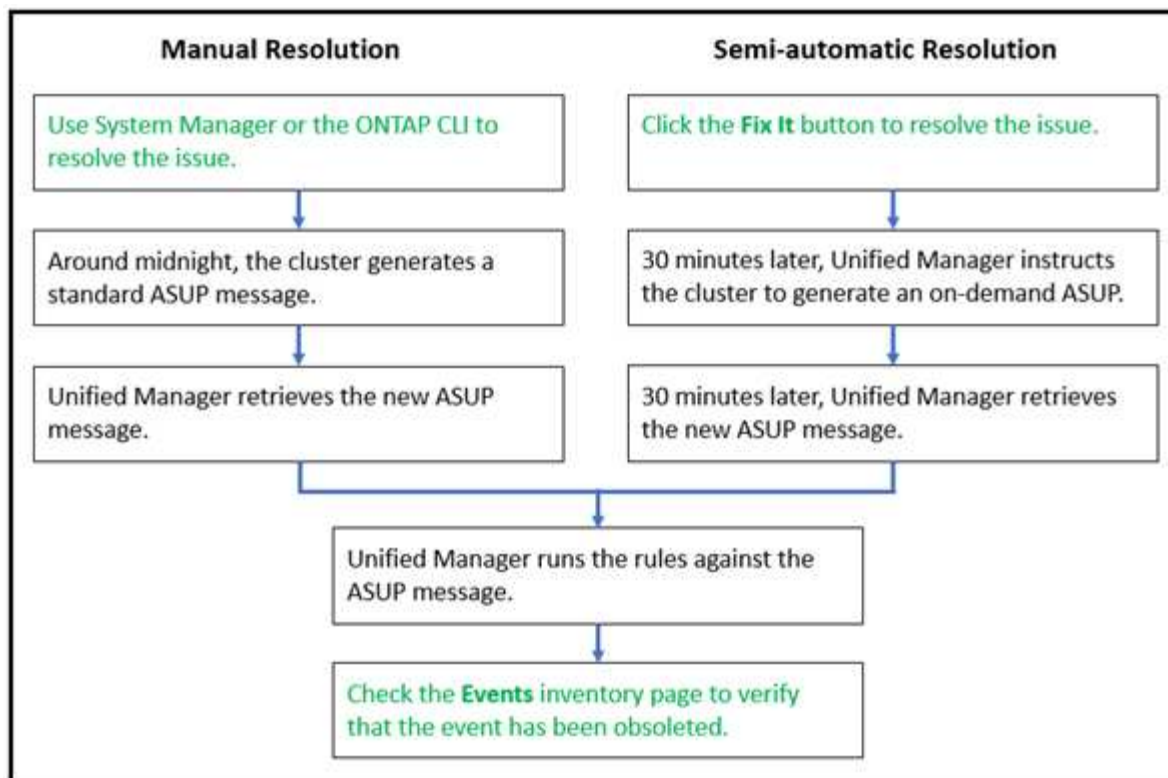 Manual Resolution
Semi-automatic Resolution
Use System Manager or the ONTAP CLI to
resolve the issue.
Click the Fix It button to resolve the issue.
Around midnight, the cluster generates a
standard ASUP message.
30 minutes later, Unified Manager instructs
the cluster to generate an on-demand ASUP.
Unified Manager retrieves the new ASUP
message.
30 minutes later, Unified Manager retrieves
the new ASUP message.
Unified Manager runs the rules against the
ASUP message.
Check the Events inventory page to verify
that the event has been obsoleted.